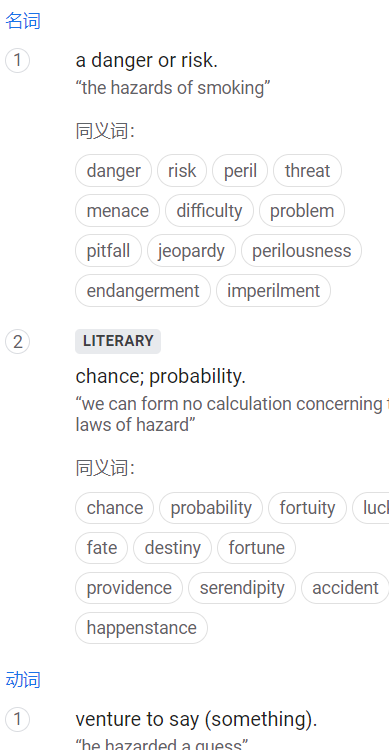 名词
1 a danger or risk.
“the hazards of smoking”
同义词：
danger risk peril threat
menace difficulty problem
pitfall jeopardy perilousness
endangerment imperilment
2 LITERARY
chance; probability.
“we can form no calculation concerning
laws of hazard”
同义词：
chance probability fortuity
fate destiny fortune
providence serendipity accident
happenstance
动词
1 venture to say (something).
“he hazarded a guess”